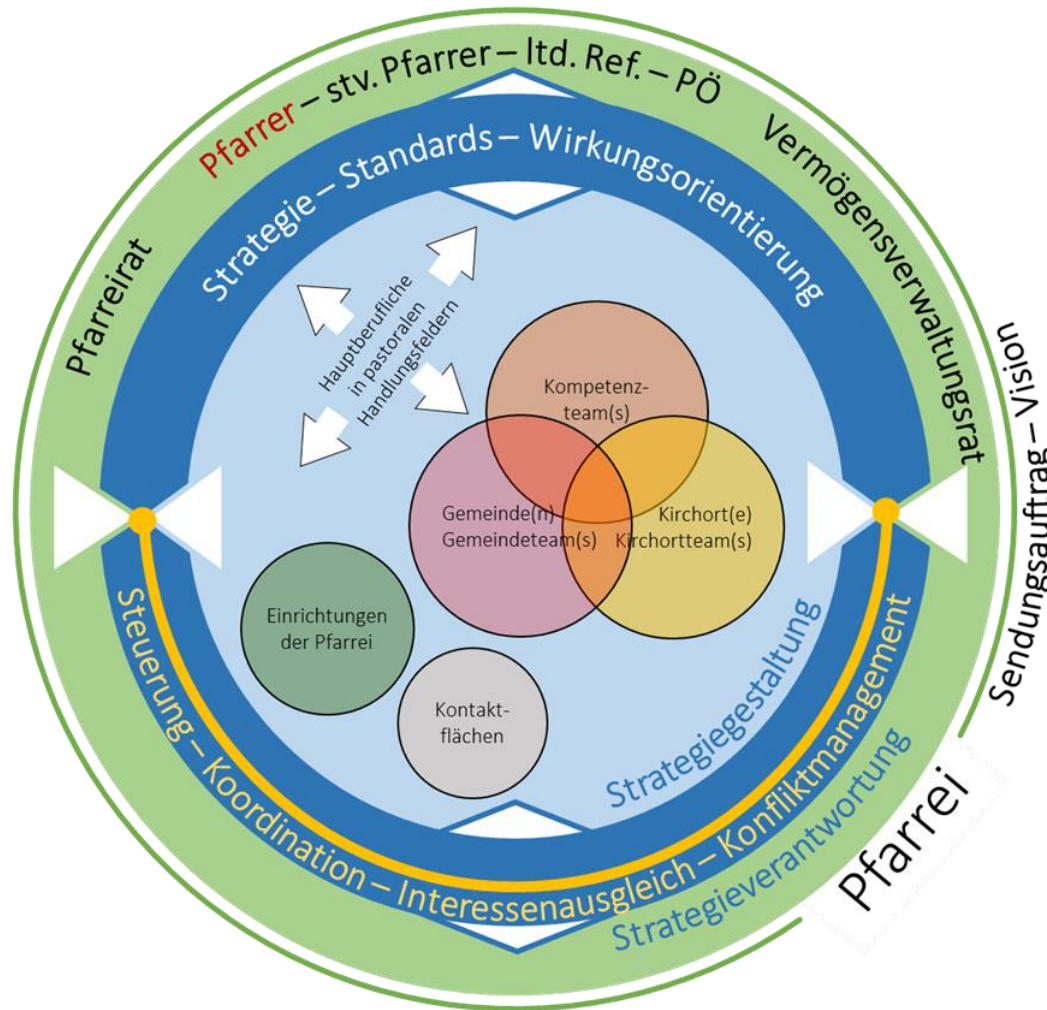 Pfarreirat
Pfarrer – stv. Pfarrer – ltd. Ref. – PÖ
Vermögensverwaltungsrat
Sendungsauftrag – Vision
Strategie – Standards – Wirkungsorientierung
Hauptberufliche
in pastoralen
Handlungsfeldern
Kompetenz-
team(s)
Gemeinde(n)
Gemeindeteam(s)
Kirchort(e)
Kirchortteam(s)
Einrichtungen
der Pfarrei
Kontakt-
flächen
Strategiegestaltung
Steuerung – Koordination – Interessenausgleich – Konfliktmanagement
Strategieverantwortung
Pfarrei